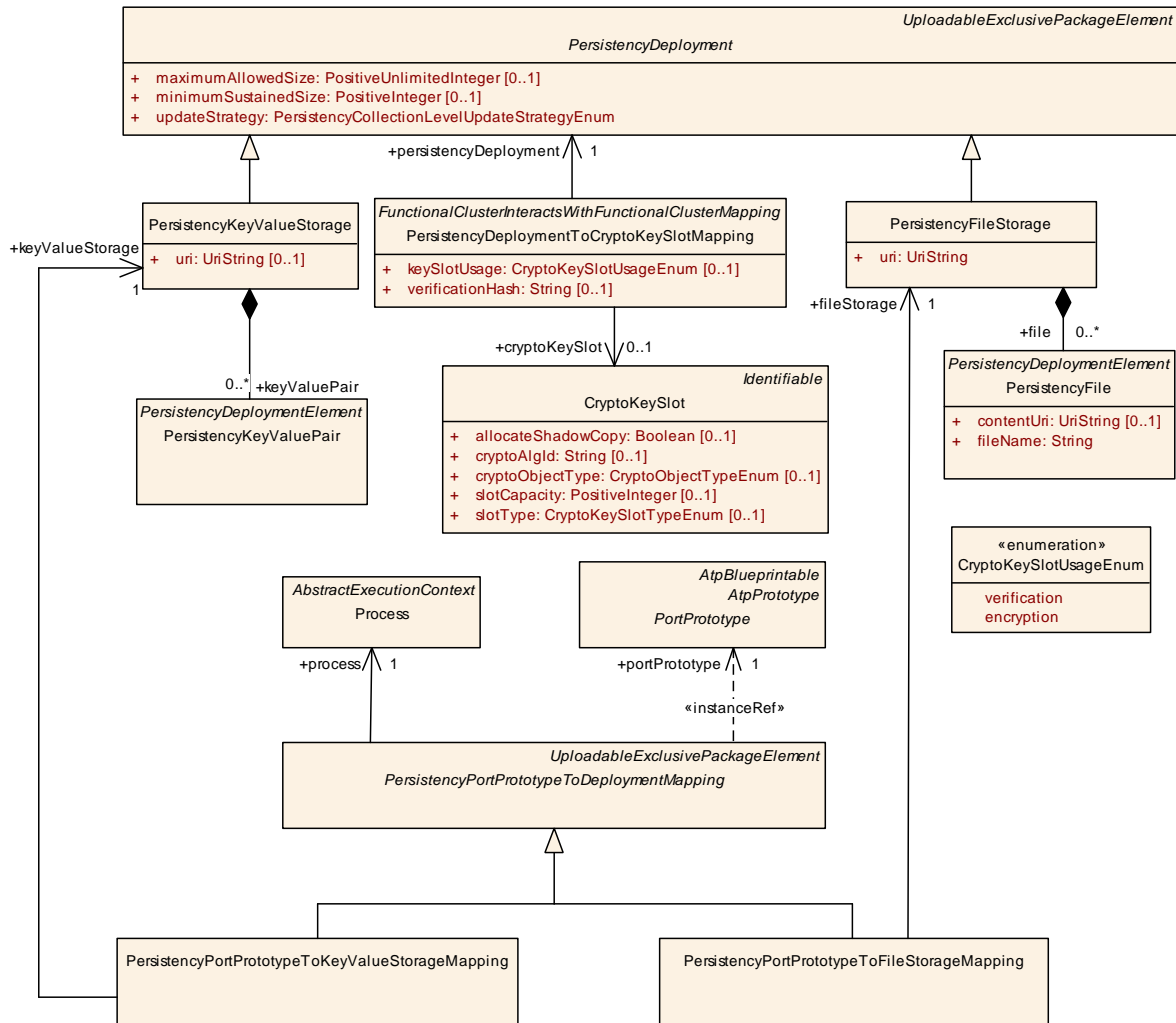 UploadableExclusivePackageElement
PersistencyDeployment
+ maximumAllowedSize: PositiveUnlimitedInteger [0..1]
+ minimumSustainedSize: PositiveInteger [0..1]
+ updateStrategy: PersistencyCollectionLevelUpdateStrategyEnum
+persistencyDeployment 1
PersistencyKeyValueStorage
+ uri: UriString [0..1]
+keyValueStorage
1
FunctionalClusterInteractsWithFunctionalClusterMapping
PersistencyDeploymentToCryptoKeySlotMapping
+ keySlotUsage: CryptoKeySlotUsageEnum [0..1]
+ verificationHash: String [0..1]
PersistencyFileStorage
+ uri: UriString
+fileStorage 1
+file 0..*
+cryptoKeySlot 0..1
0..* +keyValuePair
PersistencyDeploymentElement
PersistencyKeyValuePair
Identifiable
CryptoKeySlot
+ allocateShadowCopy: Boolean [0..1]
+ cryptoAlgId: String [0..1]
+ cryptoObjectType: CryptoObjectTypeEnum [0..1]
+ slotCapacity: PositiveInteger [0..1]
+ slotType: CryptoKeySlotTypeEnum [0..1]
PersistencyDeploymentElement
PersistencyFile
+ contentUri: UriString [0..1]
+ fileName: String
«enumeration»
CryptoKeySlotUsageEnum
verification
encryption
AbstractExecutionContext
Process
AtpBlueprintable
AtpPrototype
PortPrototype
+process 1
+portPrototype 1
«instanceRef»
UploadableExclusivePackageElement
PersistencyPortPrototypeToDeploymentMapping
PersistencyPortPrototypeToKeyValueStorageMapping
PersistencyPortPrototypeToFileStorageMapping